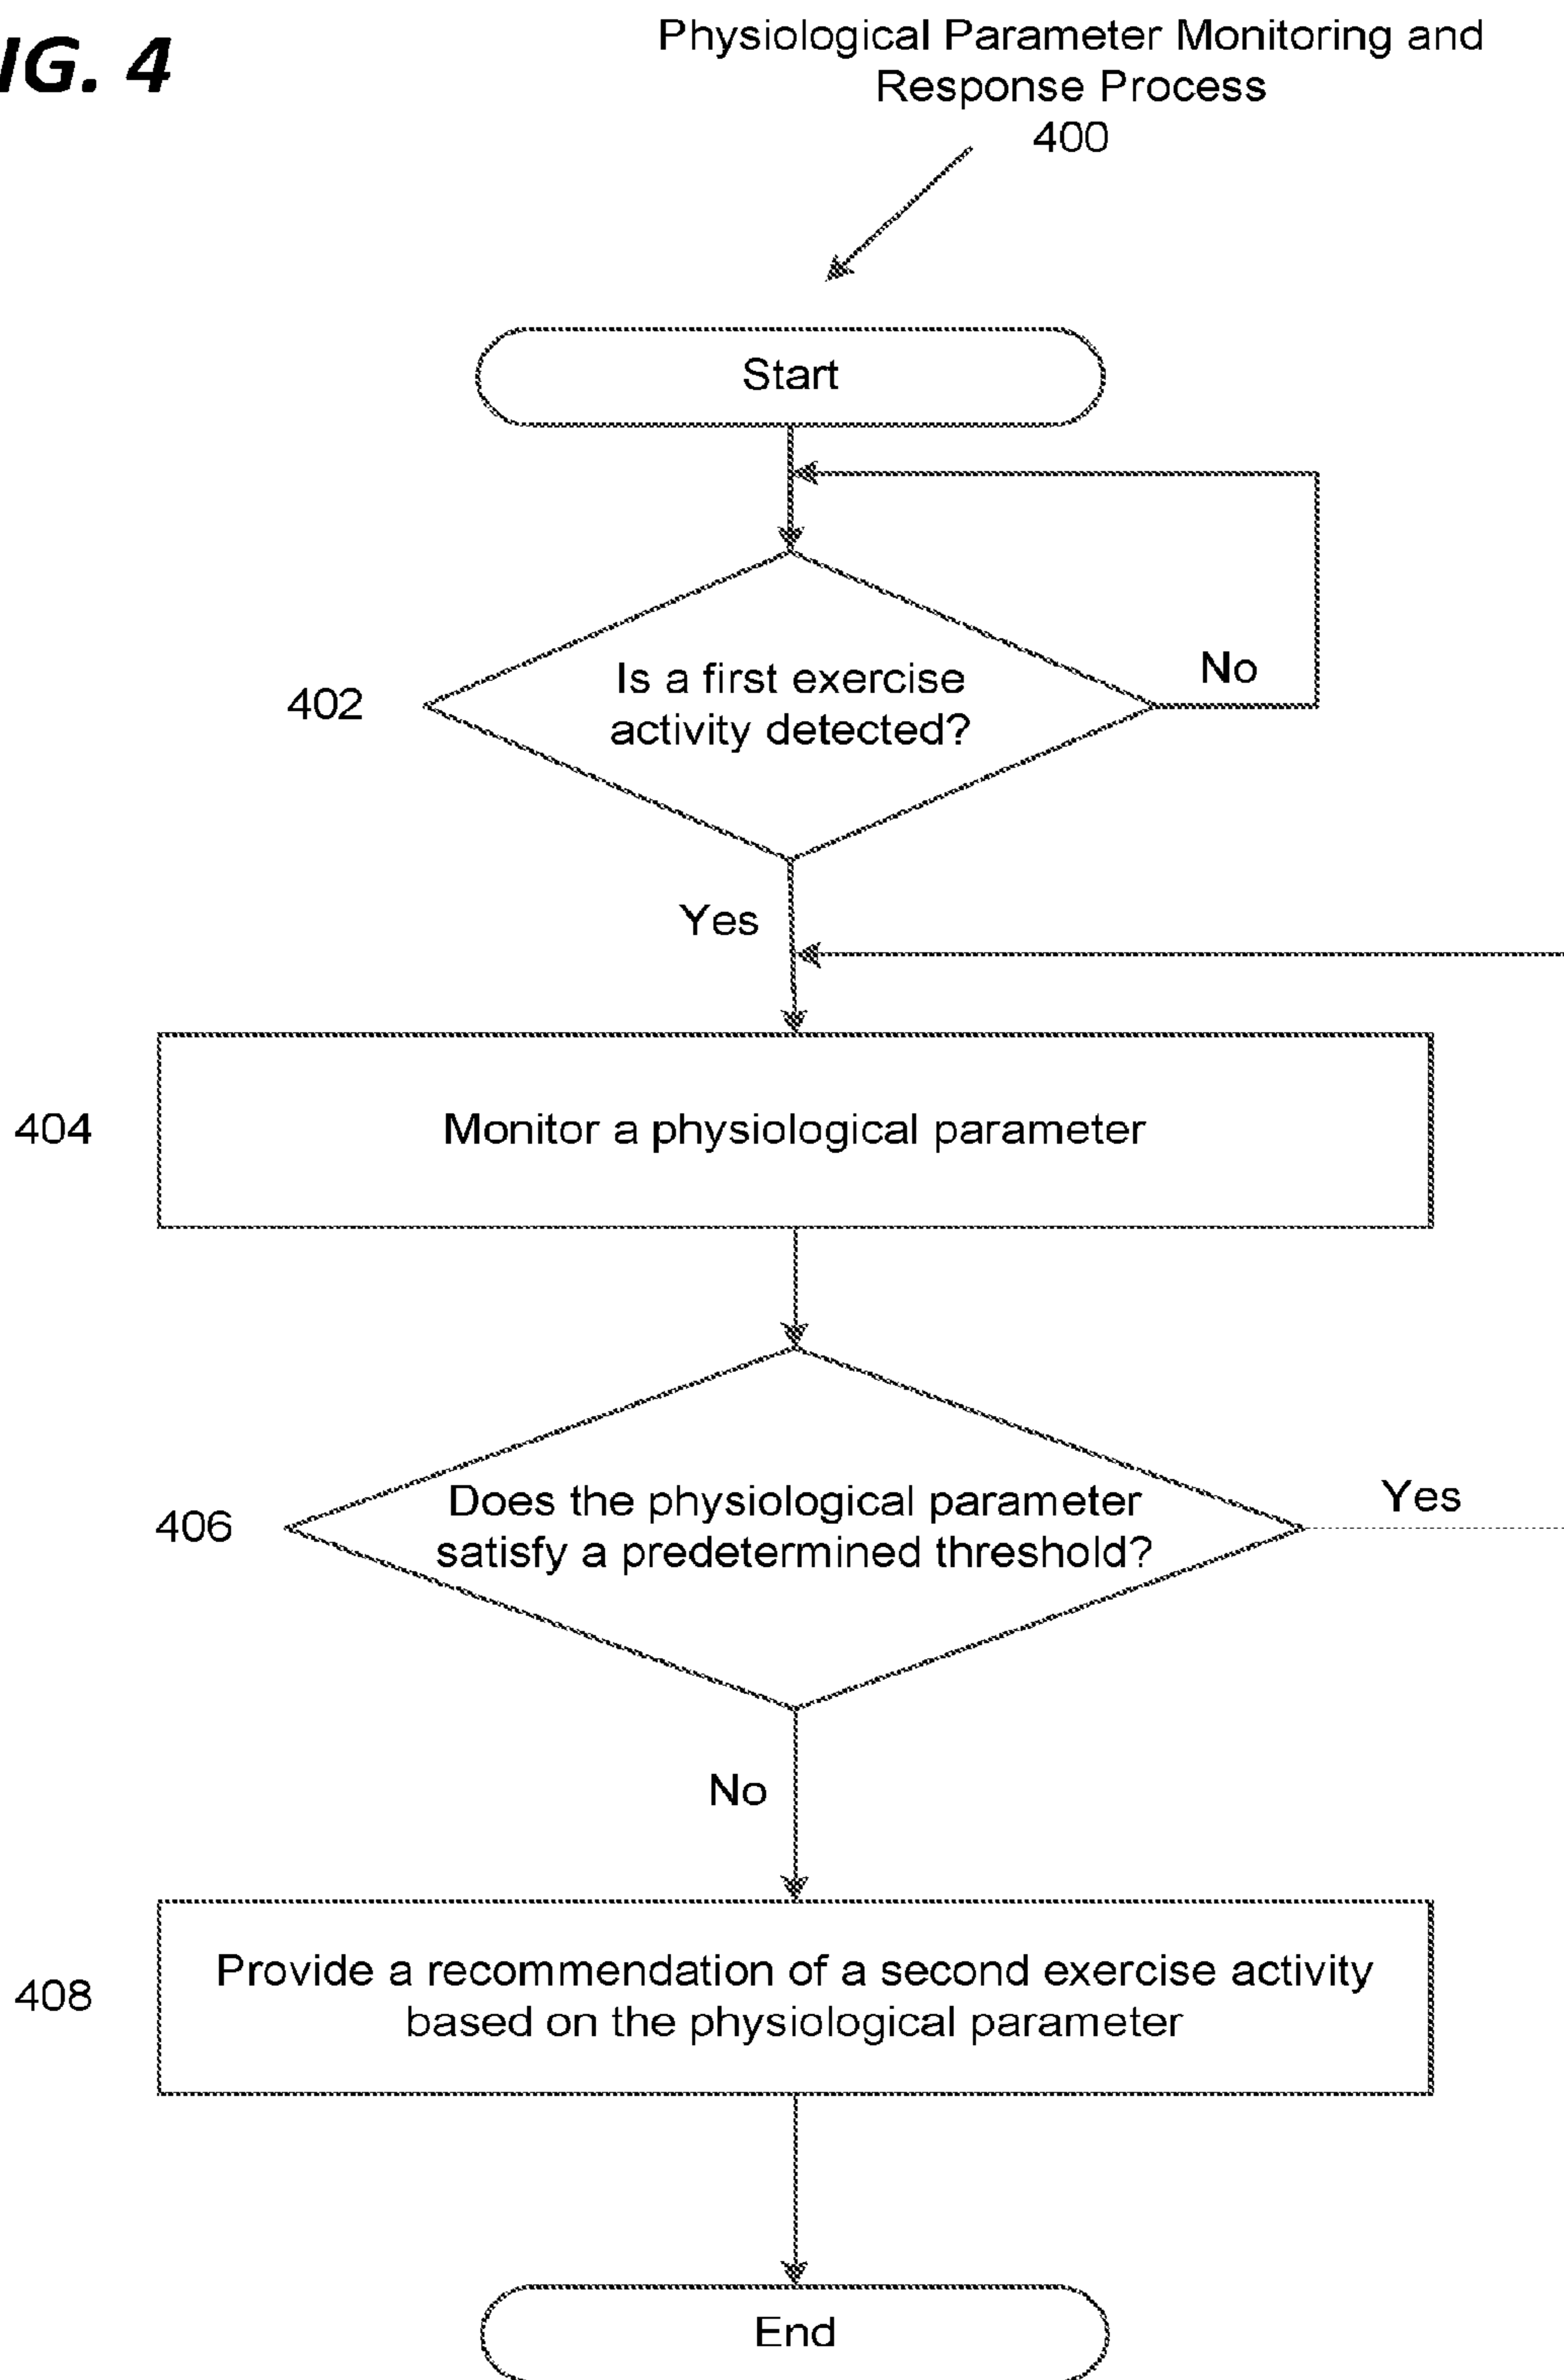 IG. 4
Physiological Parameter Monitoring and
Response Process
400
Start
402
Is a first exercise
activity detected?
No
Yes
404
Monitor a physiological parameter
406
Does the physiological parameter
satisfy a predetermined threshold?
Yes
No
408
Provide a recommendation of a second exercise activity
based on the physiological parameter
End